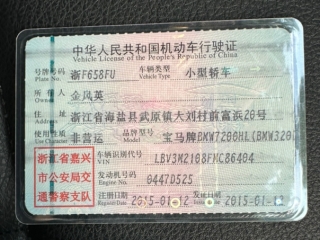 中华人民共和国机动车行驶证
Vehicle License of the People's Republic of China
号牌号码 浙F658FU 车辆类型 小型轿车
Plate No. Vehicle Type
所有人 金凤英
Owner
住址 浙江省海盐县武原镇大刘村前富浜20号
Address
使用性质 非营运 品牌型号 宝马牌BMW7200HL(BMW320
Use Character Model
浙江省嘉兴
市公安局交
通警察支队
车辆识别代号 LBV3M2108FMC86404
VIN
发动机号码 0447D525
Engine No.
注册日期 2015-01-12 发证日期 2015-01-12
Register Date Issue Date